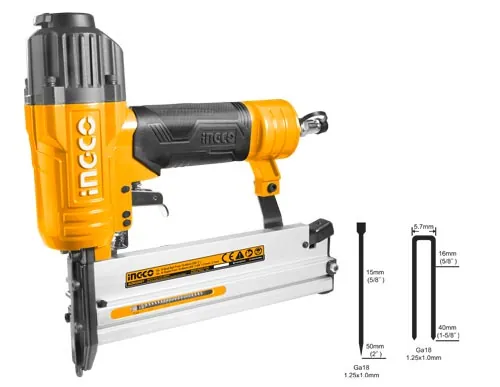 INGCO
INGCO
INGCO
5.7mm
16mm
(5/8″)
15mm
(5/8″)
40mm
(1-5/8″)
50mm
(2″)
Ga18
1.25x1.0mm
Ga18
1.25x1.0mm